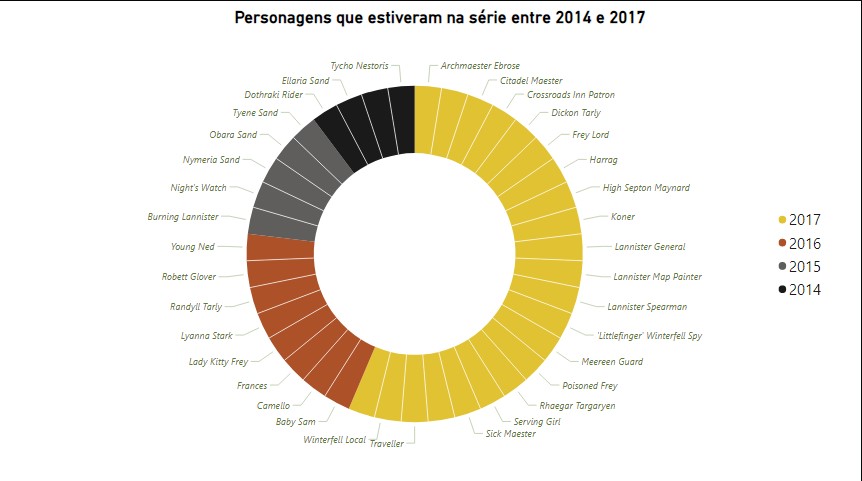 Personagens que estiveram na série entre 2014 e 2017
Tycho Nestoris
Archmaester Ebrose
Ellaria Sand
Citadel Maester
Dothraki Rider
Crossroads Inn Patron
Tyene Sand
Dickon Tarly
Obara Sand
Frey Lord
Nymeria Sand
Harrag
Night's Watch
High Septon Maynard
Burning Lannister
Koner
2017
Young Ned
Lannister General
2016
Robett Glover
Lannister Map Painter
2015
2014
Randyll Tarly
Lannister Spearman
Lyanna Stark
'Littlefinger' Winterfell Spy
Lady Kitty Frey
Meereen Guard
Frances
Poisoned Frey
Camello
Rhaegar Targaryen
Baby Sam
Serving Girl
Winterfell Local
Traveller
Sick Maester